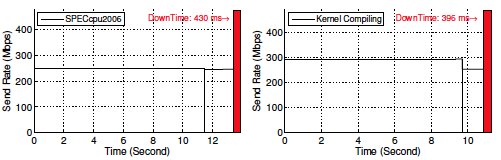 SPECcpu2006
DownTime: 430 ms→
Send Rate (Mbps)
400
300
200
100
0
0 2 4 6 8 10 12
Time (Second)
Kernel Compiling
DownTime: 396 ms→
Send Rate (Mbps)
400
300
200
100
0
0 2 4 6 8 10
Time (Second)